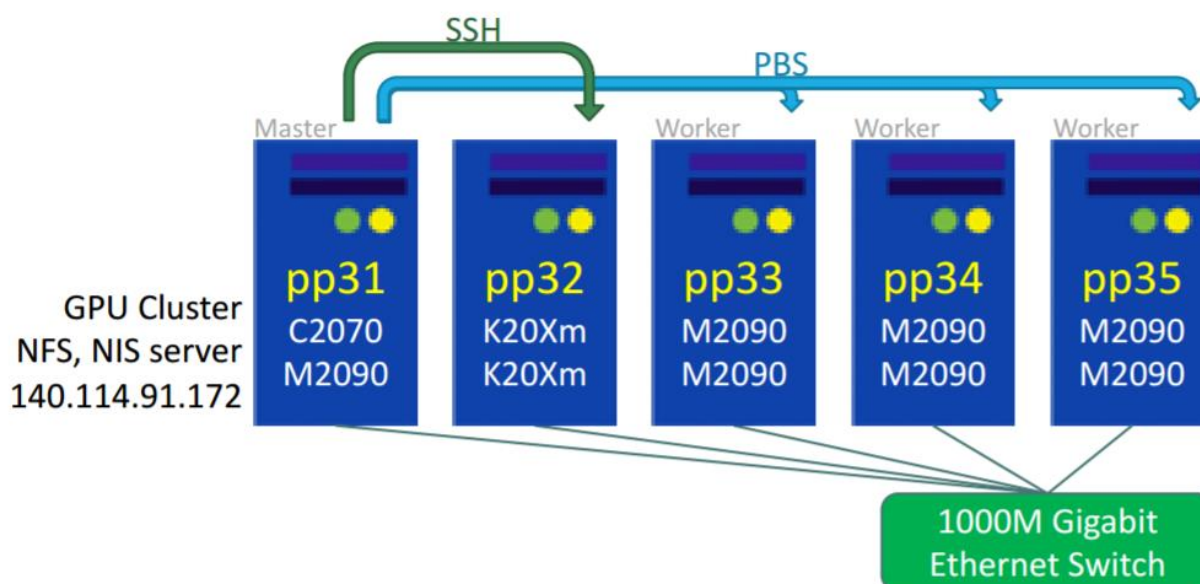 SSH
PBS
Master
Worker
Worker
Worker
GPU Cluster
NFS, NIS server
140.114.91.172
pp31
C2070
M2090
pp32
K20Xm
K20Xm
pp33
M2090
M2090
pp34
M2090
M2090
pp35
M2090
M2090
1000M Gigabit
Ethernet Switch